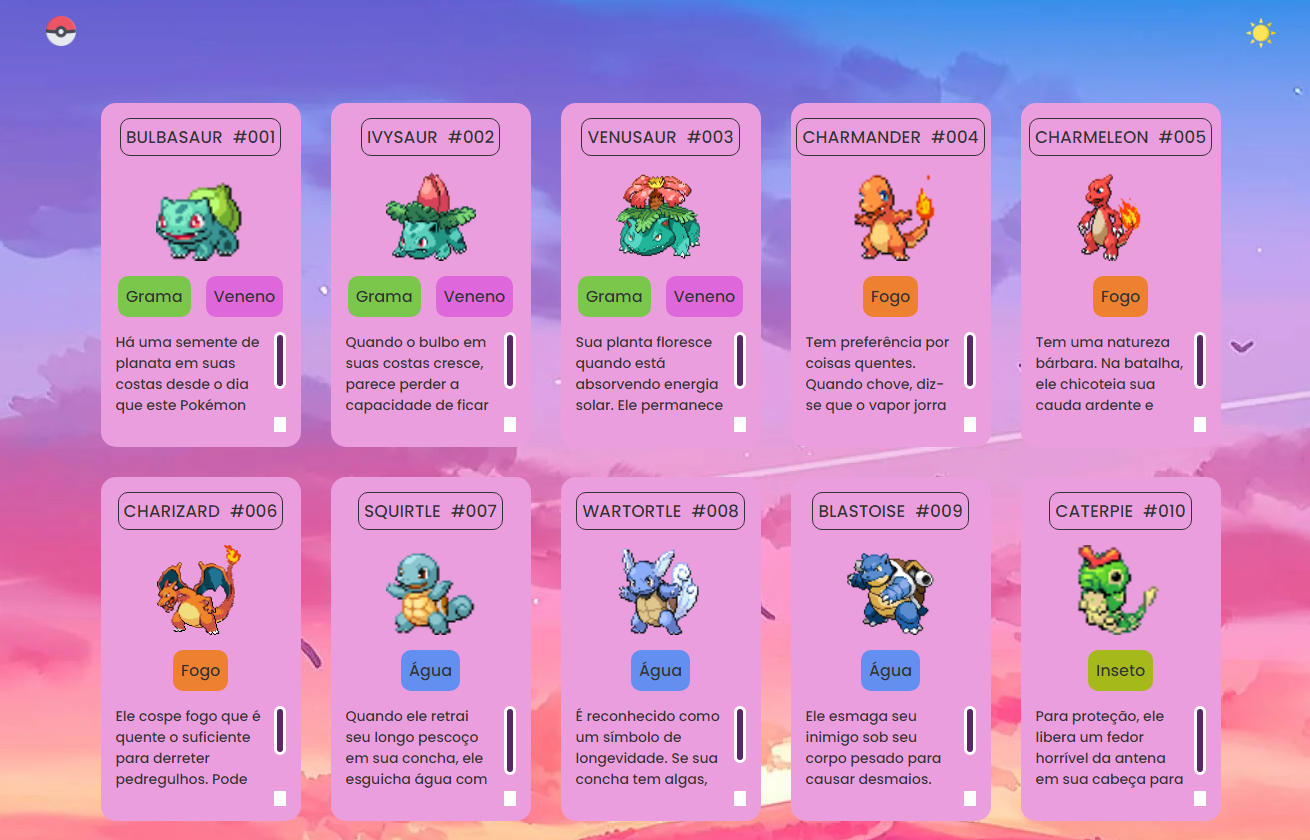 BULBASAUR #001
Grama Veneno
Há uma semente de
planata em suas
costas desde o dia
que este Pokémon
IVYSAUR #002
Grama Veneno
Quando o bulbo em
suas costas cresce,
parece perder a
capacidade de ficar
VENUSAUR #003
Grama Veneno
Sua planta floresce
quando está
absorvendo energia
solar. Ele permanece
CHARMANDER #004
Fogo
Tem preferência por
coisas quentes.
Quando chove, diz-
se que o vapor jorra
CHARMELEON #005
Fogo
Tem uma natureza
bárbara. Na batalha,
ele chicoteia sua
cauda ardente e
CHARIZARD #006
Fogo
Ele cospe fogo que é
quente o suficiente
para derreter
pedregulhos. Pode
SQUIRTLE #007
Água
Quando ele retrai
seu longo pescoço
em sua concha, ele
esguicha água com
WARTORTLE #008
Água
É reconhecido como
um símbolo de
longevidade. Se sua
concha tem algas,
BLASTOISE #009
Água
Ele esmaga seu
inimigo sob seu
corpo pesado para
causar desmaios.
CATERPIE #010
Inseto
Para proteção, ele
libera um fedor
horrível da antena
em sua cabeça para